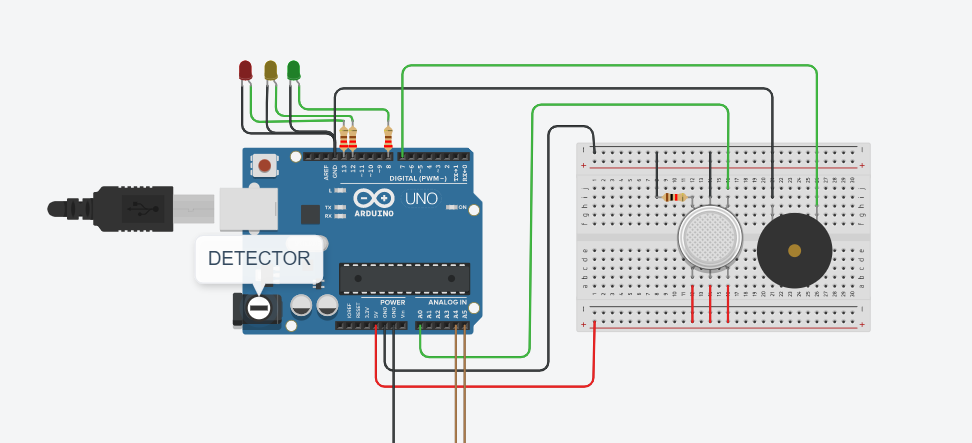 AREF
GND
13
12
~11
~10
~9
8
7
~6
~5
4
~3
2
TX→1
RX←0
DIGITAL (PWM~)
L
TX
RX
UNO
ARDUINO
ON
DETECTOR
IOREF
RESET
3.3V
5V
GND
GND
Vin
POWER
ANALOG IN
A0
A1
A2
A3
A4
A5